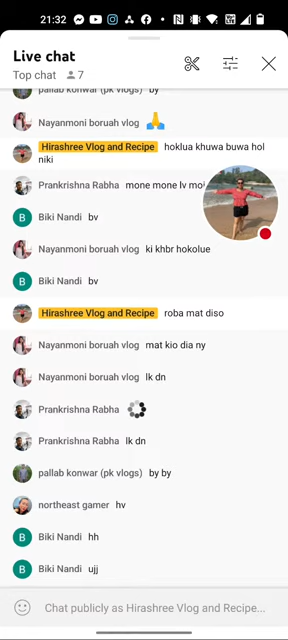 21:32
Live chat
Top chat 7
pallab konwar (pk vlogs) by
Nayanmoni boruah vlog 🙏
Hirashree Vlog and Recipe hoklua khuwa buwa hol
niki
Prankrishna Rabha mone mone lv
B Biki Nandi bv
Nayanmoni boruah vlog ki khbr hokolue
B Biki Nandi bv
Hirashree Vlog and Recipe roba mat diso
Nayanmoni boruah vlog mat kio dia ny
Nayanmoni boruah vlog lk dn
Prankrishna Rabha
Prankrishna Rabha lk dn
pallab konwar (pk vlogs) by by
northeast gamer hv
B Biki Nandi hh
B Biki Nandi ujj
Chat publicly as Hirashree Vlog and Recipe...